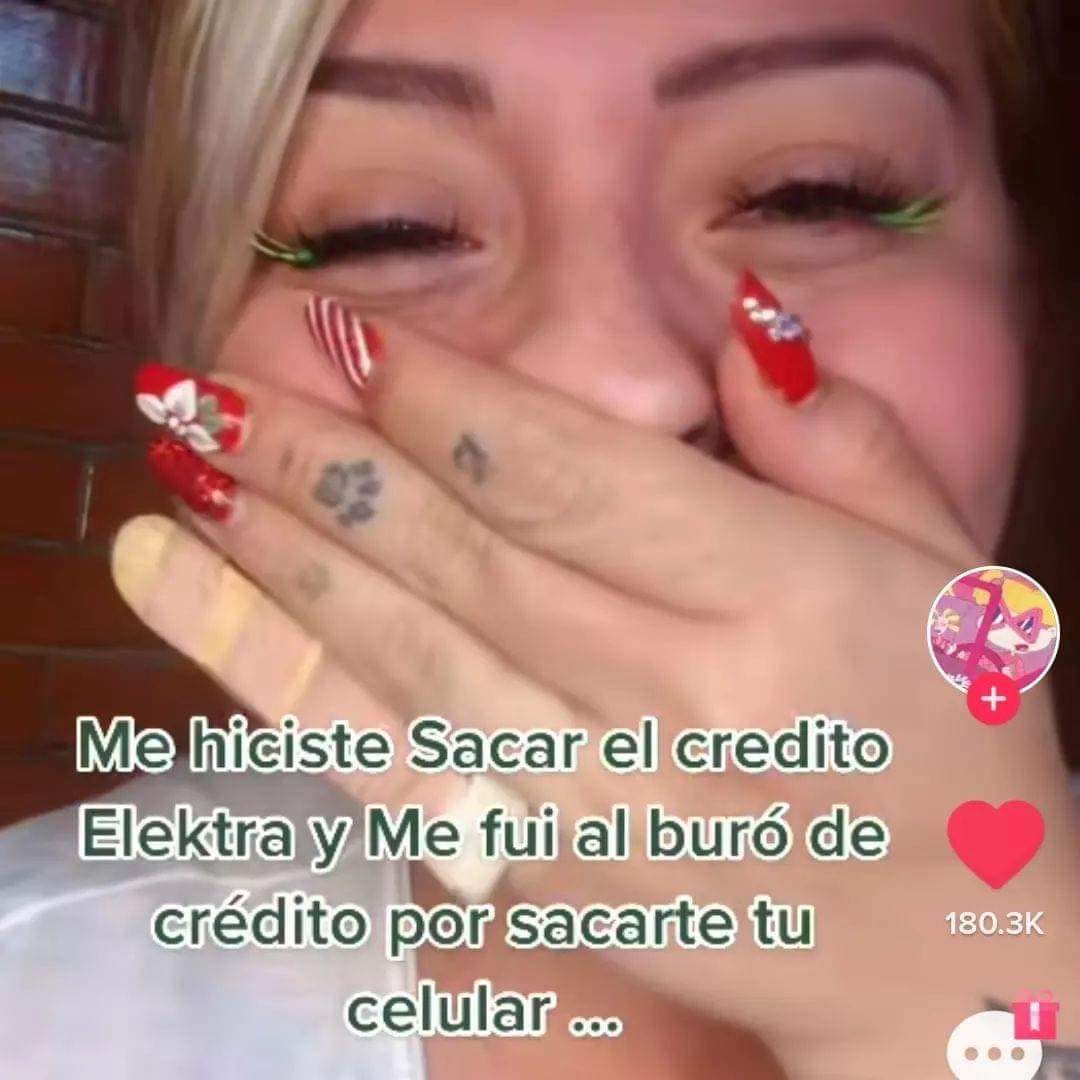 Me hiciste Sacar el credito
Elektra y Me fui al buró de
crédito por sacarte tu
celular ...
180.3K